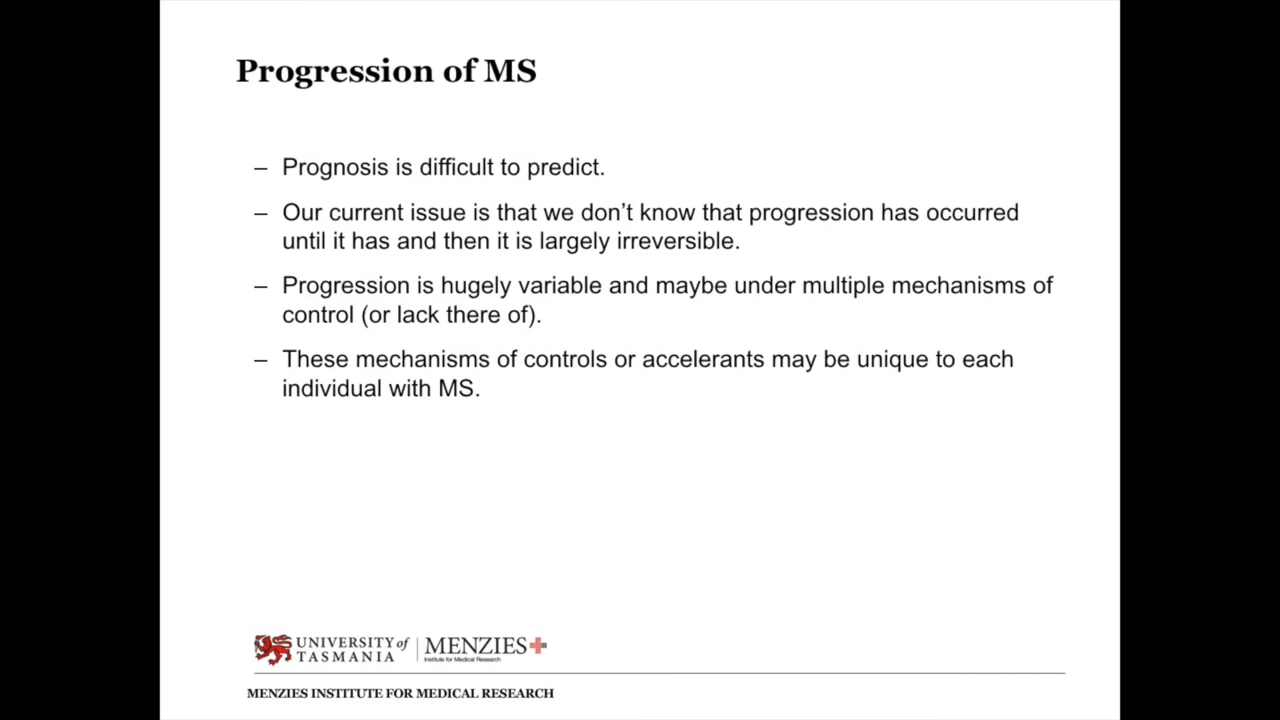 Progression of MS
– Prognosis is difficult to predict.
– Our current issue is that we don’t know that progression has occurred
until it has and then it is largely irreversible.
– Progression is hugely variable and maybe under multiple mechanisms of
control (or lack there of).
– These mechanisms of controls or accelerants may be unique to each
individual with MS.
UNIVERSITY of
TASMANIA
MENZIES
Institute for Medical Research
MENZIES INSTITUTE FOR MEDICAL RESEARCH